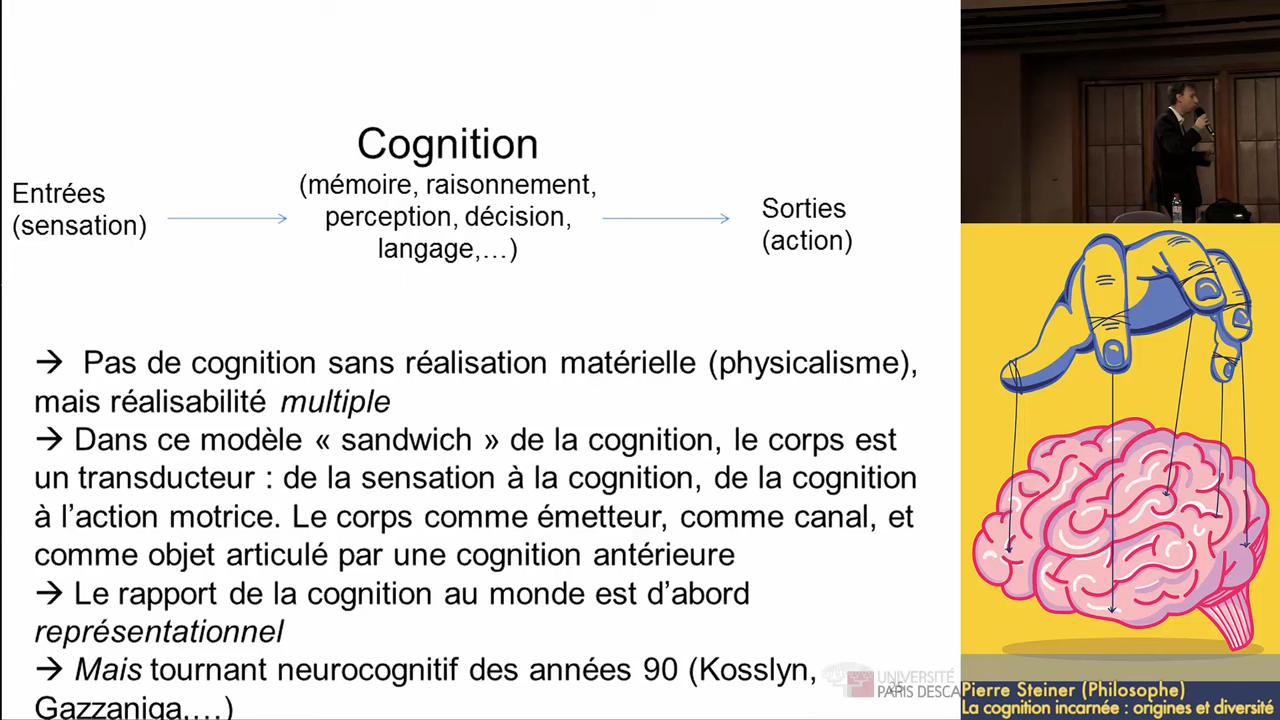 Cognition
(mémoire, raisonnement,
perception, décision,
langage,…)
Entrées
(sensation)
Sorties
(action)
→ Pas de cognition sans réalisation matérielle (physicalisme),
mais réalisabilité multiple
→ Dans ce modèle « sandwich » de la cognition, le corps est
un transducteur : de la sensation à la cognition, de la cognition
à l’action motrice. Le corps comme émetteur, comme canal, et
comme objet articulé par une cognition antérieure
→ Le rapport de la cognition au monde est d’abord
représentationnel
→ Mais tournant neurocognitif des années 90 (Kosslyn,
Gazzaniga,…)
UNIVERSITÉ
PARIS DESCA
Pierre Steiner (Philosophe)
La cognition incarnée : origines et diversité